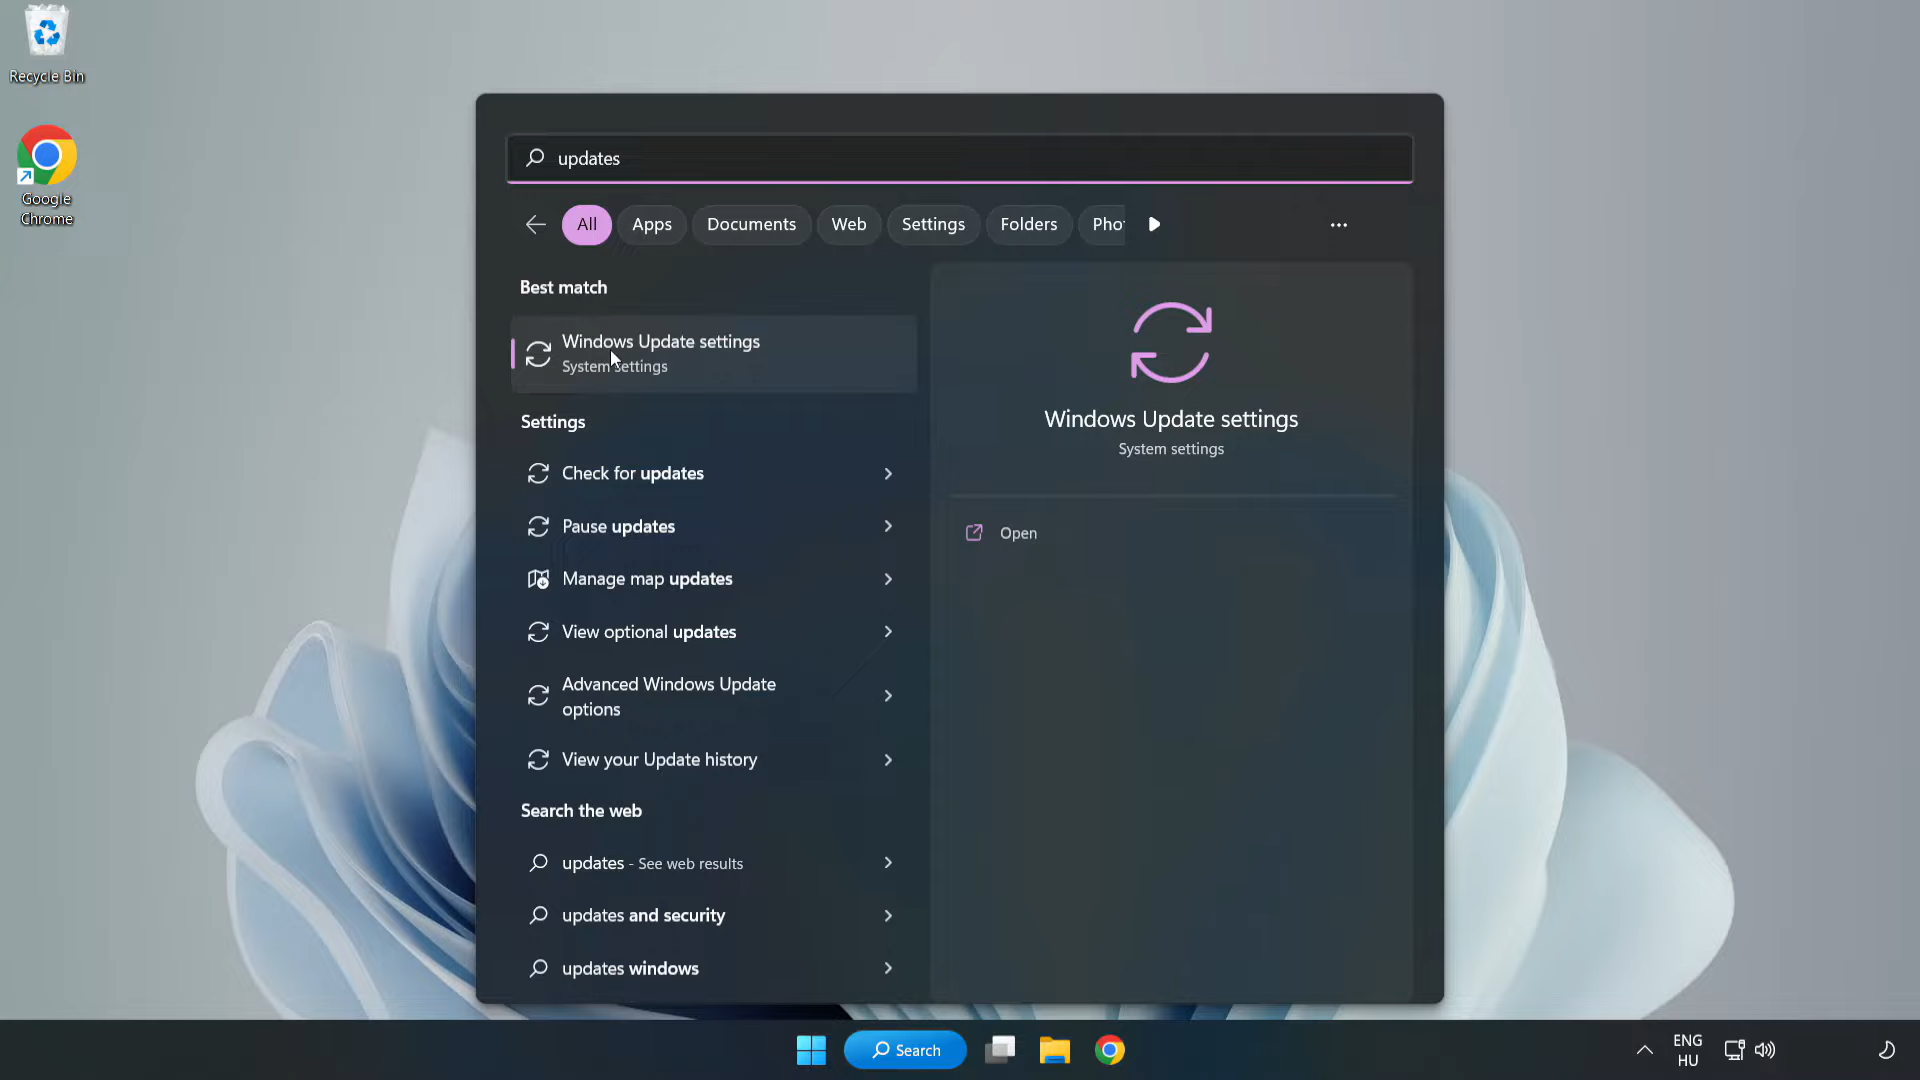 Recycle Bin
Google
Chrome
updates
All
Apps
Documents
Web
Settings
Folders
Best match
Windows Update settings
System settings
Settings
Check for updates
Pause updates
Manage map updates
View optional updates
Advanced Windows Update
options
View your Update history
Search the web
updates - See web results
updates and security
updates windows
Windows Update settings
System settings
Open
Search
ENG
HU